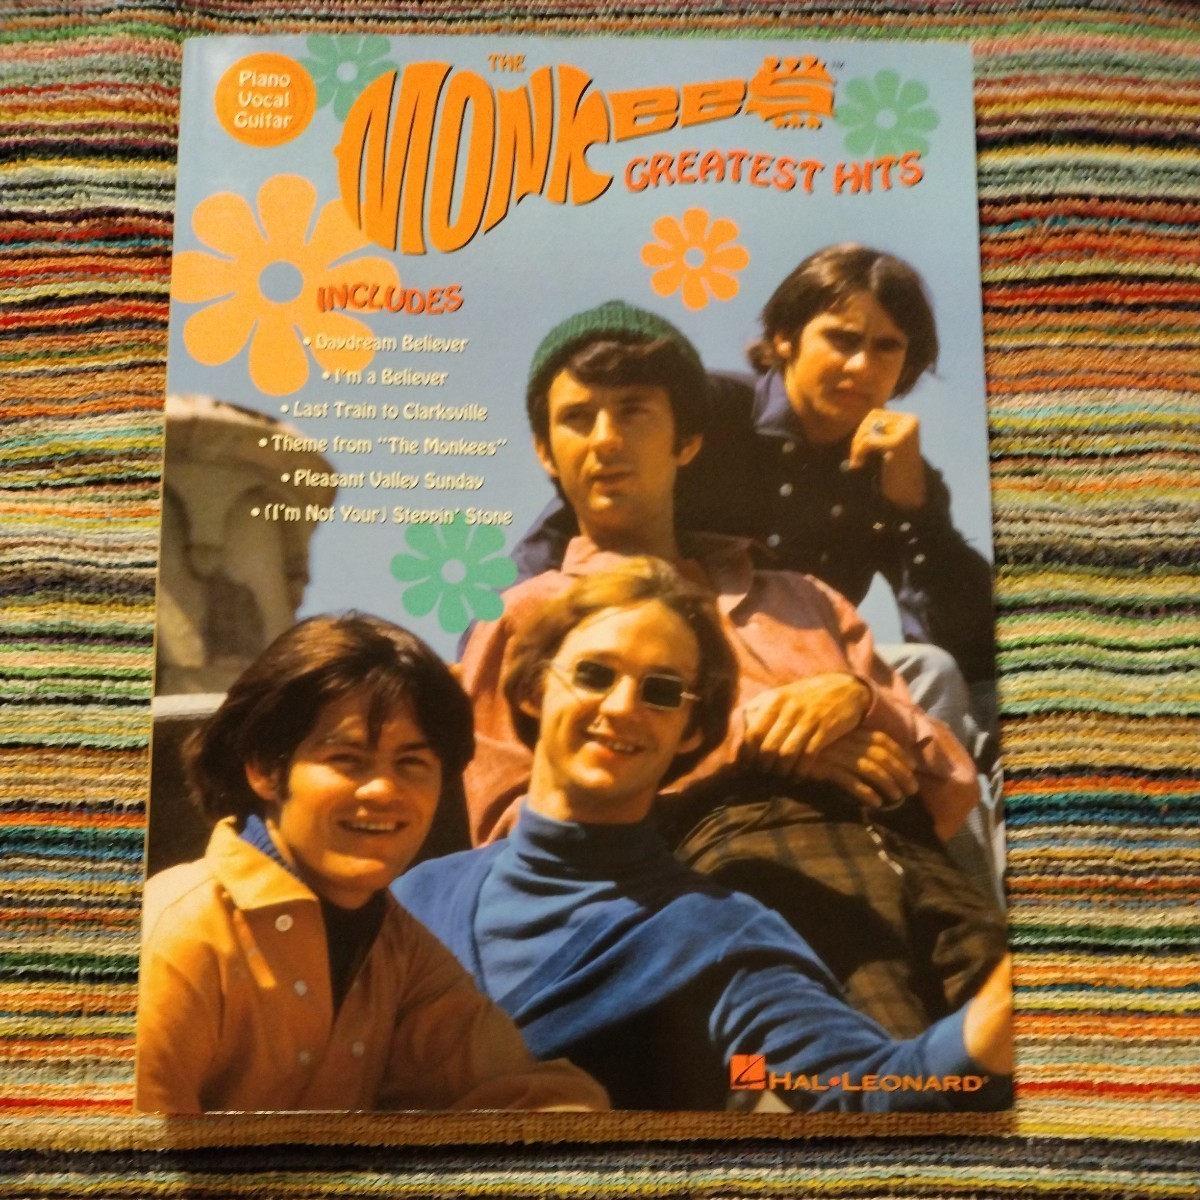 Piano
Vocal
Guitar
THE
MONKEES™
GREATEST HITS
INCLUDES
• Daydream Believer
• I'm a Believer
• Last Train to Clarksville
• Theme from "The Monkees"
• Pleasant Valley Sunday
• (I'm Not Your) Steppin' Stone
HAL•LEONARD®